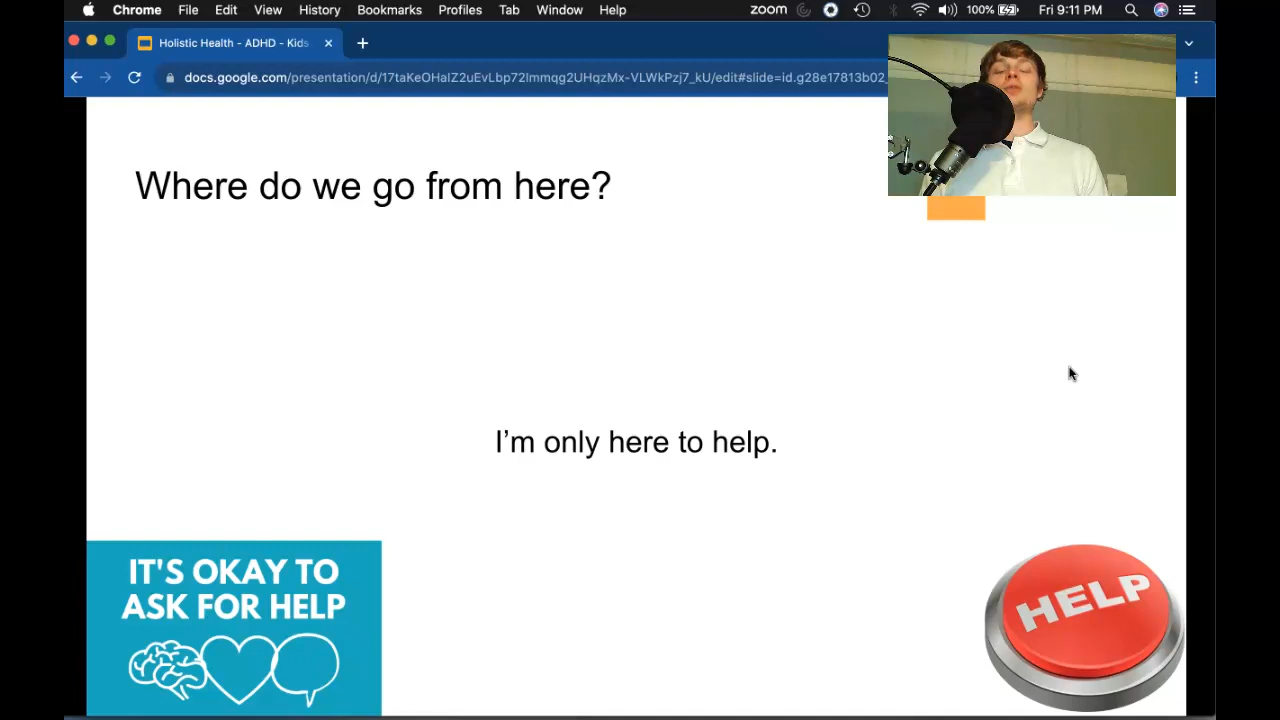 Chrome File Edit View History Bookmarks Profiles Tab Window Help zoom 100% Fri 9:11 PM
Holistic Health - ADHD - Kids
docs.google.com/presentation/d/17taKeOHaIZ2uEvLbp72lmmqg2UHqzMx-VLWkPzj7_kU/edit#slide=id.g28e17813b02_
Where do we go from here?
I'm only here to help.
IT'S OKAY TO
ASK FOR HELP
HELP